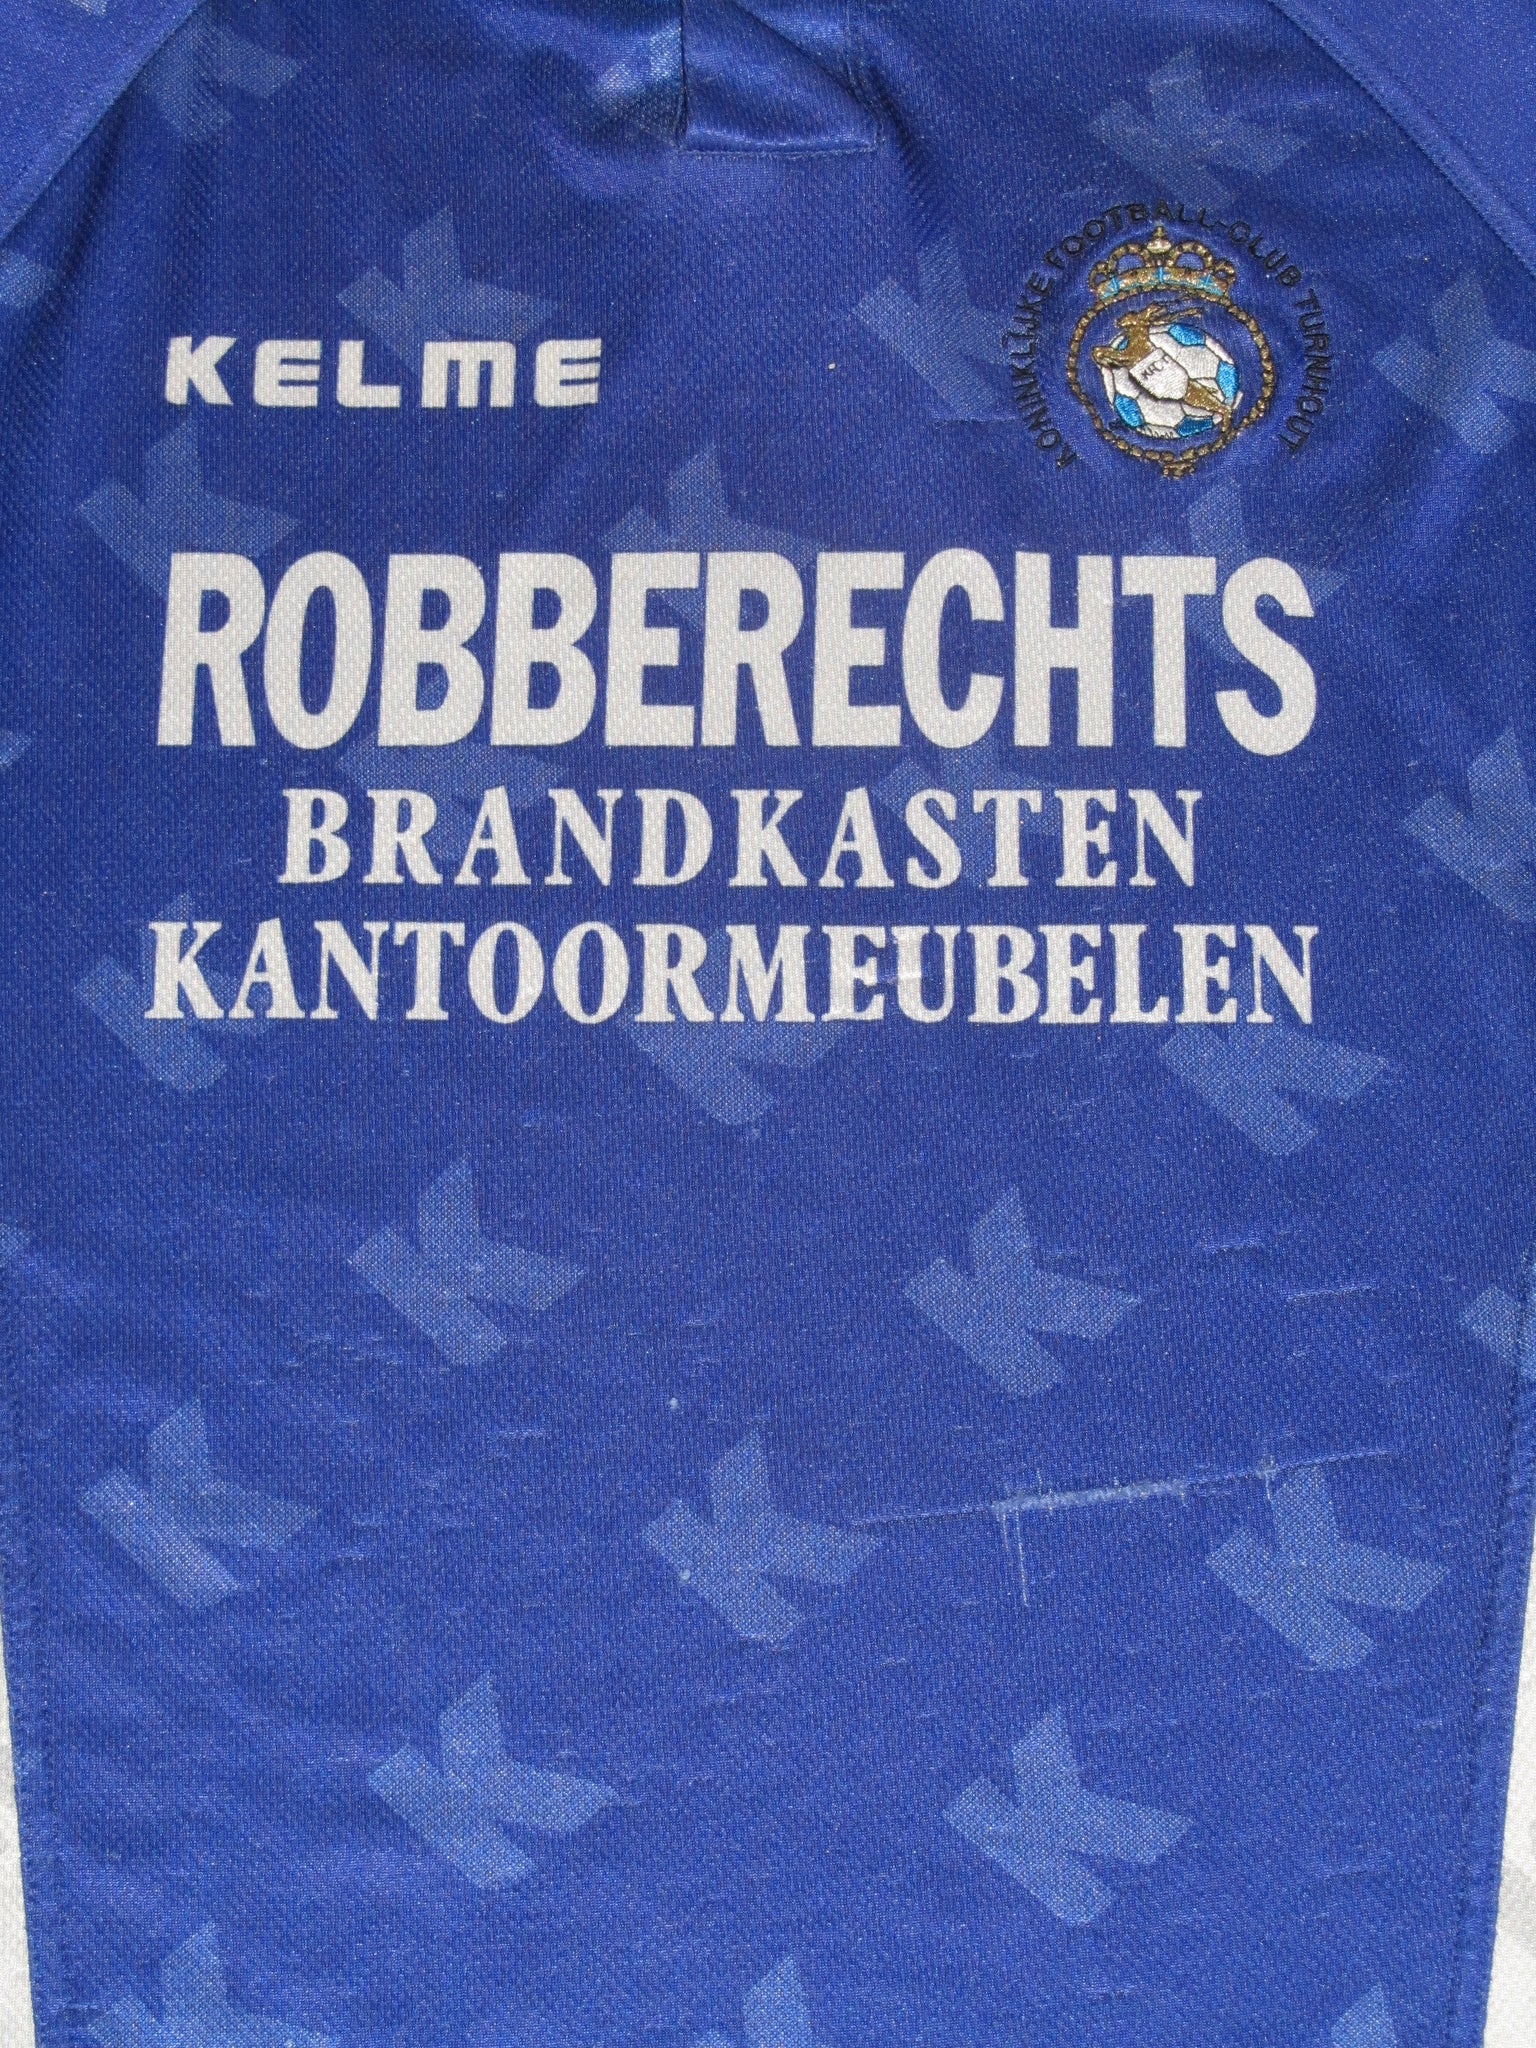 KELME
KONINKLIJKE FOOTBALL-CLUB TURNHOUT
ROBBERECHTS
BRANDKASTEN
KANTOORMEUBELEN